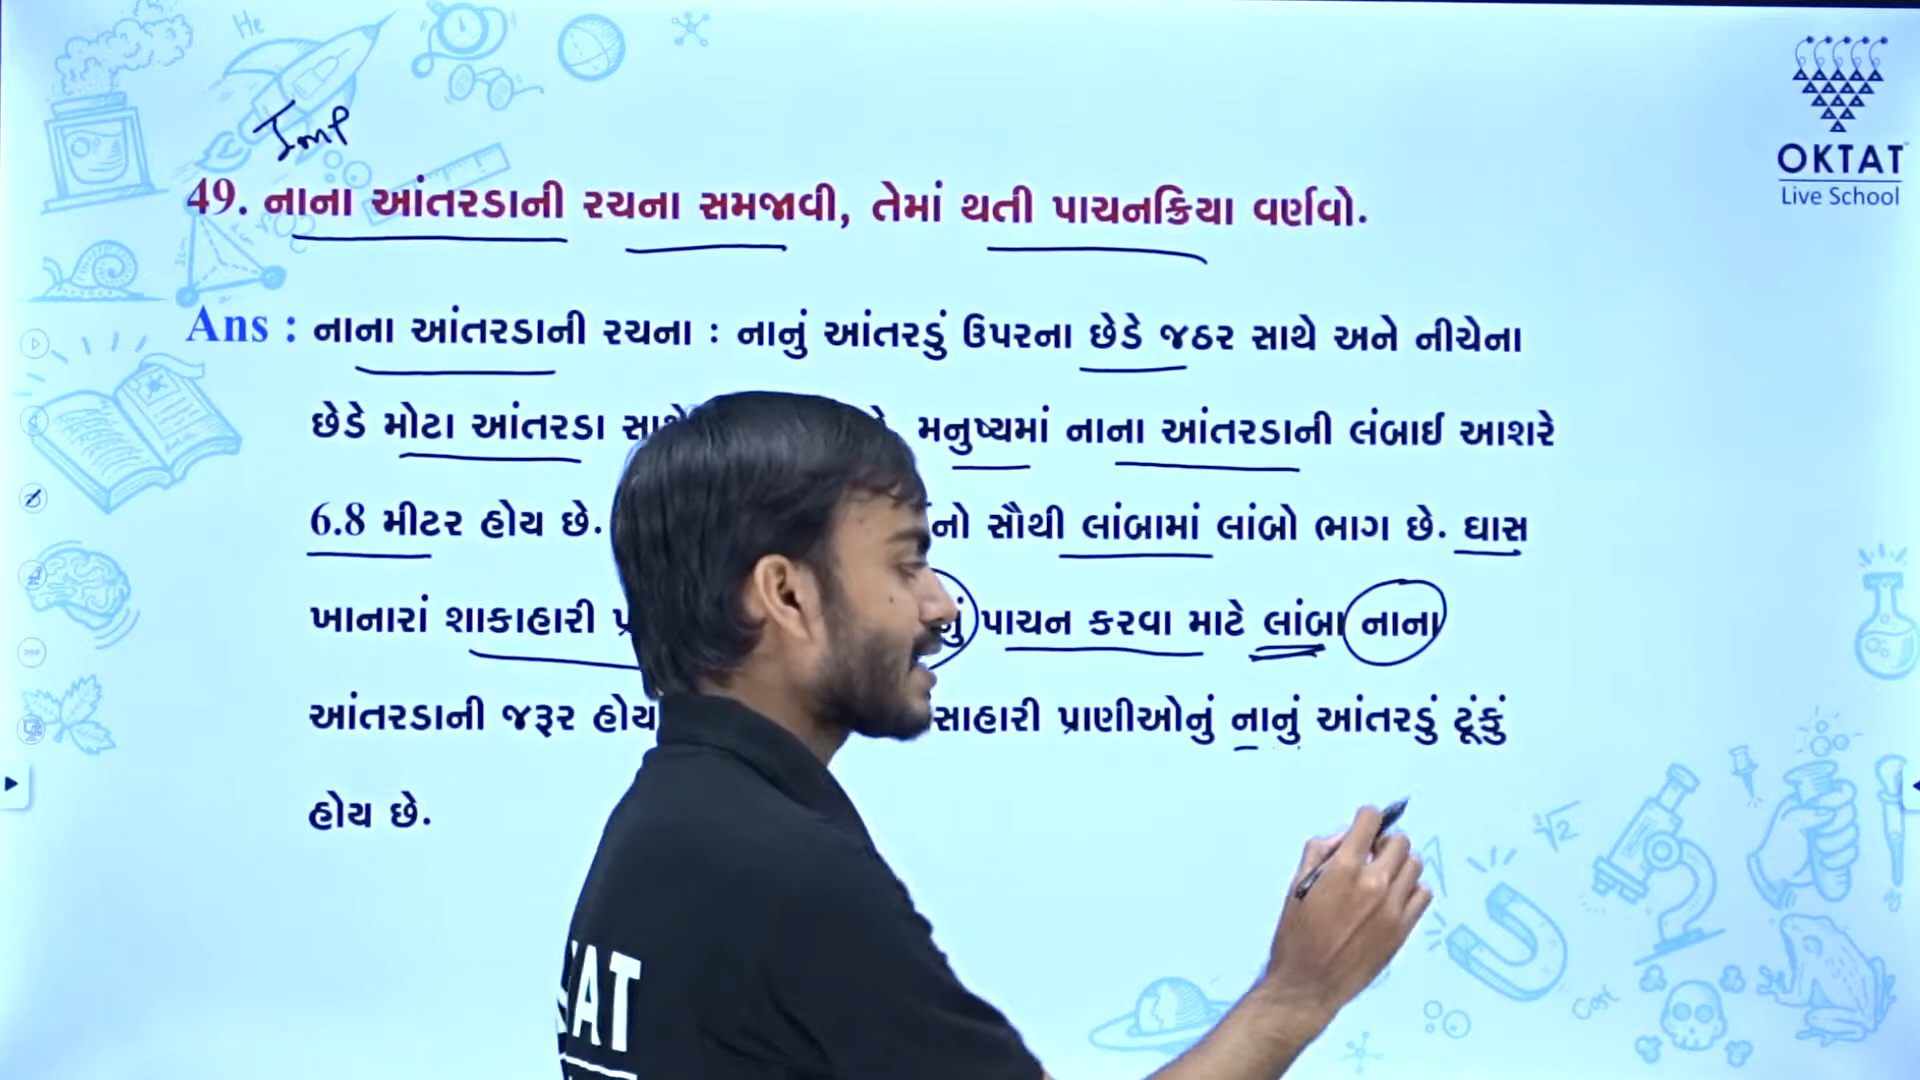 Imp
OKTAT
Live School
49. નાના આંતરડાની રચના સમજાવી, તેમાં થતી પાચનક્રિયા વર્ણવો.
Ans : નાના આંતરડાની રચના : નાનું આંતરડું ઉપરના છેડે જઠર સાથે અને નીચેના
છેડે મોટા આંતરડા મનુષ્યમાં નાના આંતરડાની લંબાઈ આશરે
6.8 મીટર હોય છે. સૌથી લાંબામાં લાંબો ભાગ છે. ઘાસ
ખાનારાં શાકાહારી પાચન કરવા માટે લાંબા નાના
આંતરડાની જરૂર હોય પ્રાણીઓનું નાનું આંતરડું ટૂંકું
હોય છે.